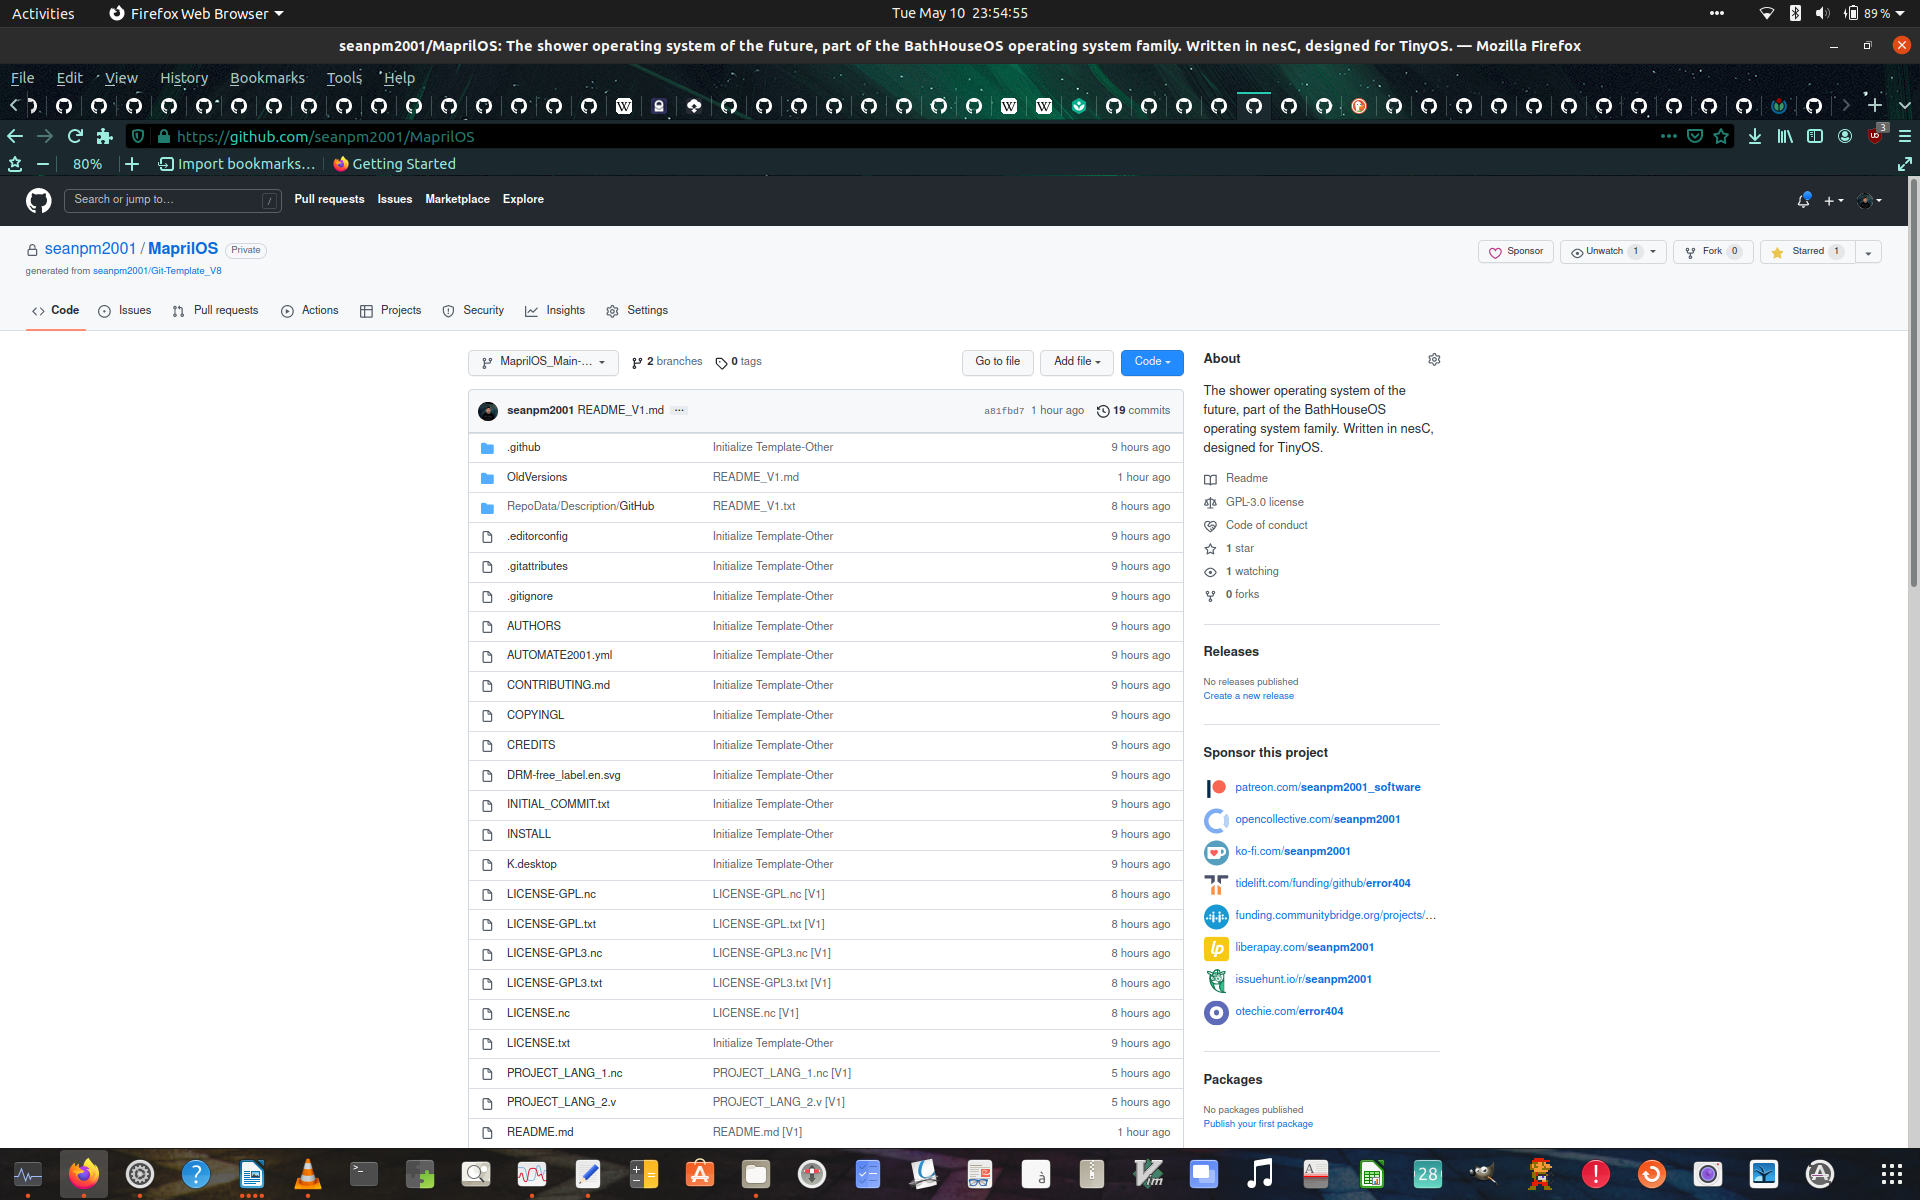 Activities Firefox Web Browser Tue May 10 23:54:55 89 %
seanpm2001/MaprilOS: The shower operating system of the future, part of the BathHouseOS operating system family. Written in nesC, designed for TinyOS. — Mozilla Firefox
File Edit View History Bookmarks Tools Help
https://github.com/seanpm2001/MaprilOS 3
80% Import bookmarks... Getting Started
Search or jump to... / Pull requests Issues Marketplace Explore
seanpm2001 / MaprilOS Private Sponsor Unwatch 1 Fork 0 Starred 1
generated from seanpm2001/Git-Template_V8
Code Issues Pull requests Actions Projects Security Insights Settings
MaprilOS_Main-... 2 branches 0 tags Go to file Add file Code
seanpm2001 README_V1.md ... a81fbd7 1 hour ago 19 commits
.github Initialize Template-Other 9 hours ago
OldVersions README_V1.md 1 hour ago
RepoData/Description/GitHub README_V1.txt 8 hours ago
.editorconfig Initialize Template-Other 9 hours ago
.gitattributes Initialize Template-Other 9 hours ago
.gitignore Initialize Template-Other 9 hours ago
AUTHORS Initialize Template-Other 9 hours ago
AUTOMATE2001.yml Initialize Template-Other 9 hours ago
CONTRIBUTING.md Initialize Template-Other 9 hours ago
COPYINGL Initialize Template-Other 9 hours ago
CREDITS Initialize Template-Other 9 hours ago
DRM-free_label.en.svg Initialize Template-Other 9 hours ago
INITIAL_COMMIT.txt Initialize Template-Other 9 hours ago
INSTALL Initialize Template-Other 9 hours ago
K.desktop Initialize Template-Other 9 hours ago
LICENSE-GPL.nc LICENSE-GPL.nc [V1] 8 hours ago
LICENSE-GPL.txt LICENSE-GPL.txt [V1] 8 hours ago
LICENSE-GPL3.nc LICENSE-GPL3.nc [V1] 8 hours ago
LICENSE-GPL3.txt LICENSE-GPL3.txt [V1] 8 hours ago
LICENSE.nc LICENSE.nc [V1] 8 hours ago
LICENSE.txt Initialize Template-Other 9 hours ago
PROJECT_LANG_1.nc PROJECT_LANG_1.nc [V1] 5 hours ago
PROJECT_LANG_2.v PROJECT_LANG_2.v [V1] 5 hours ago
README.md README.md [V1] 1 hour ago
About
The shower operating system of the
future, part of the BathHouseOS
operating system family. Written in nesC,
designed for TinyOS.
Readme
GPL-3.0 license
Code of conduct
1 star
1 watching
0 forks
Releases
No releases published
Create a new release
Sponsor this project
patreon.com/seanpm2001_software
opencollective.com/seanpm2001
ko-fi.com/seanpm2001
tidelift.com/funding/github/error404
funding.communitybridge.org/projects/...
lp liberapay.com/seanpm2001
issuehunt.io/r/seanpm2001
otechie.com/error404
Packages
No packages published
Publish your first package
28